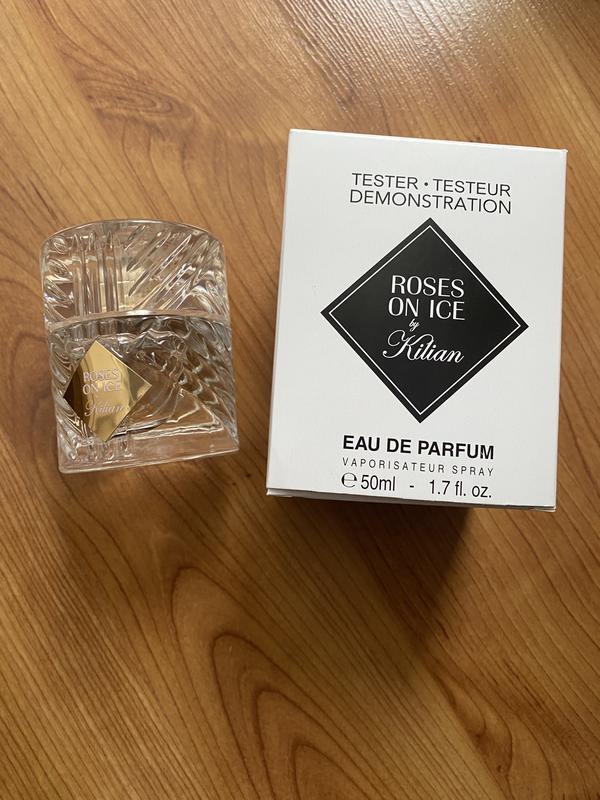 ROSES
ON ICE
by
Kilian
TESTER • TESTEUR
DEMONSTRATION
ROSES
ON ICE
by
Kilian
EAU DE PARFUM
VAPORISATEUR SPRAY
℮ 50ml - 1.7 fl. oz.